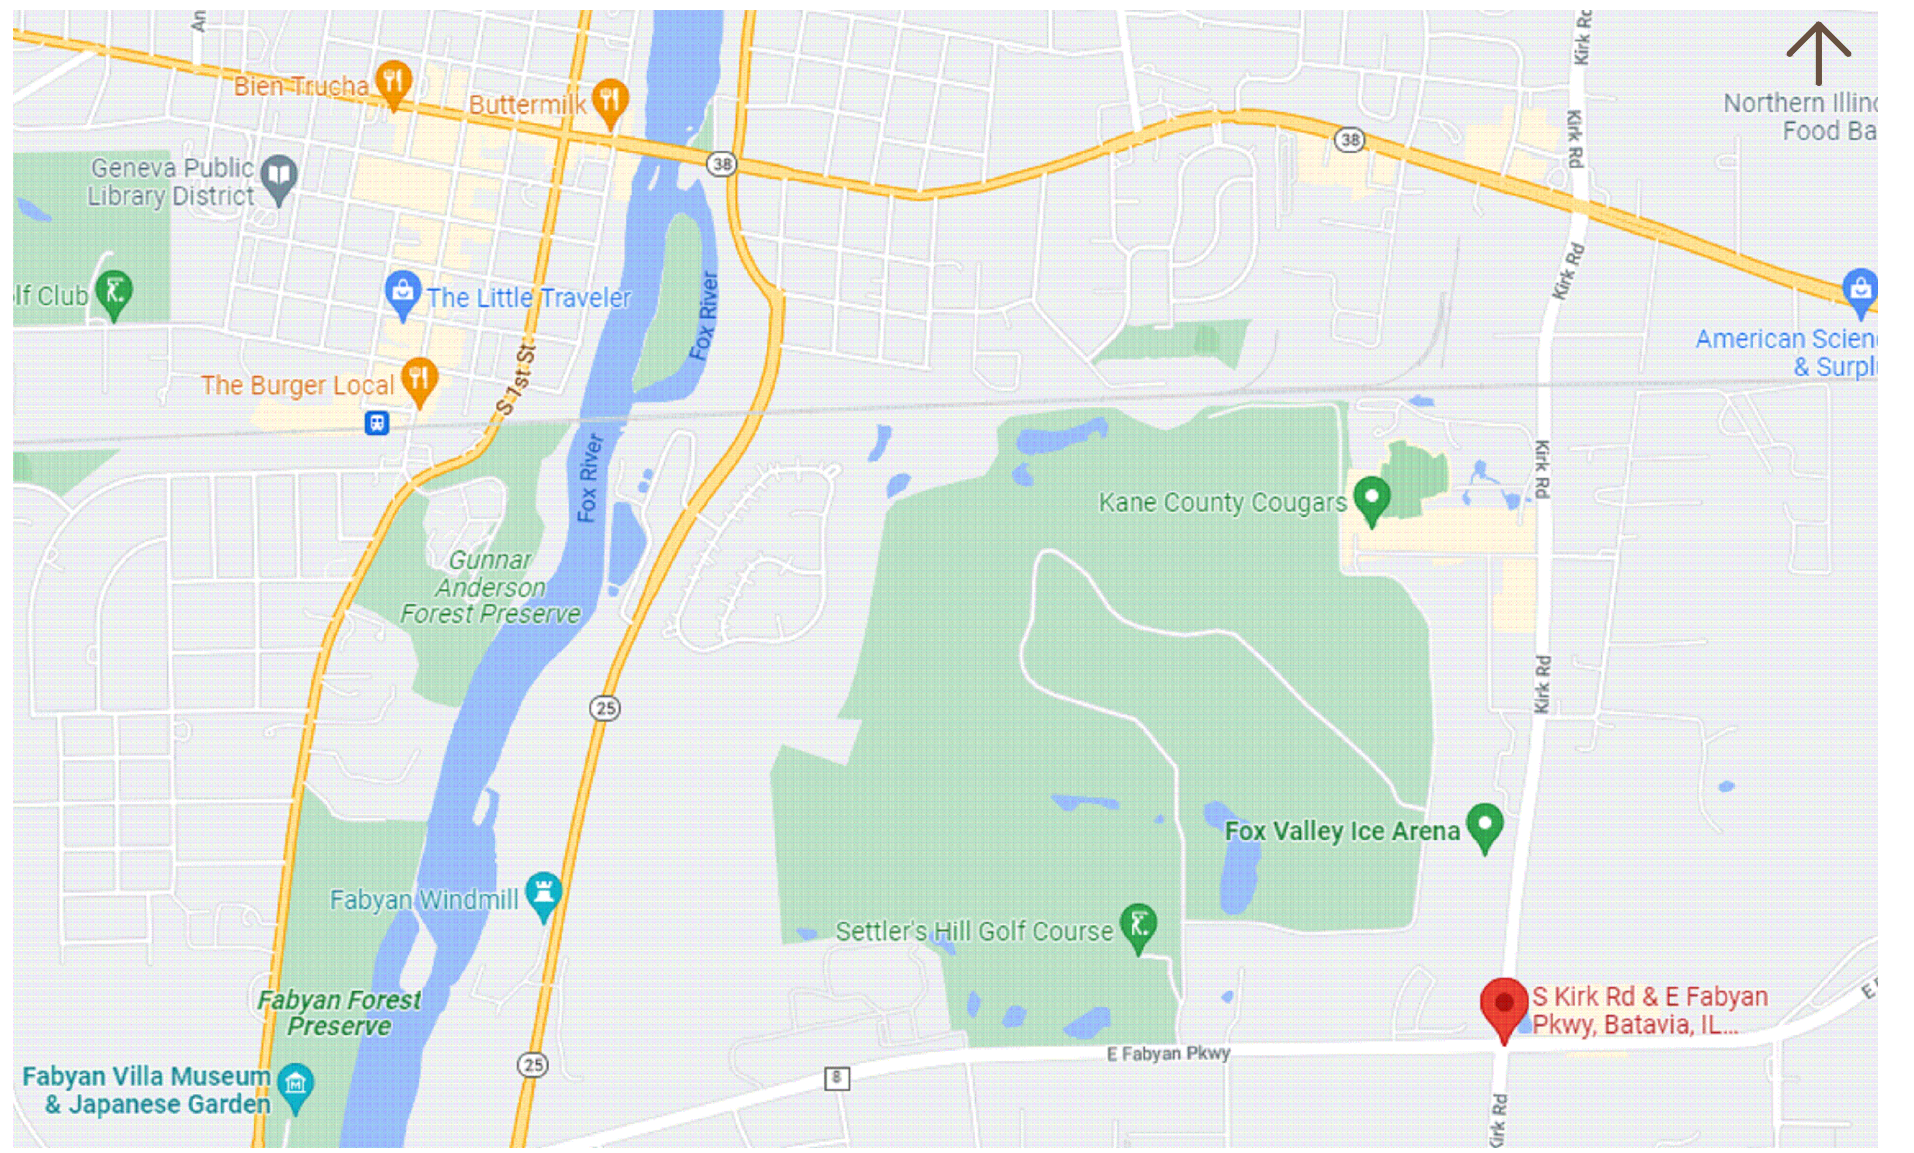 An
Kirk Rd
Bien Trucha
Buttermilk
Northern Illino
Food Ba
38
38
Kirk Rd
Geneva Public
Library District
Kirk Rd
lf Club
The Little Traveler
Fox River
American Scien
& Surplu
S 1st St
The Burger Local
Fox River
Kane County Cougars
Kirk Rd
Gunnar
Anderson
Forest Preserve
Kirk Rd
25
Fox Valley Ice Arena
Fabyan Windmill
Settler's Hill Golf Course
Fabyan Forest
Preserve
S Kirk Rd & E Fabyan
Pkwy, Batavia, IL...
E F
E Fabyan Pkwy
25
8
Fabyan Villa Museum
& Japanese Garden
Kirk Rd